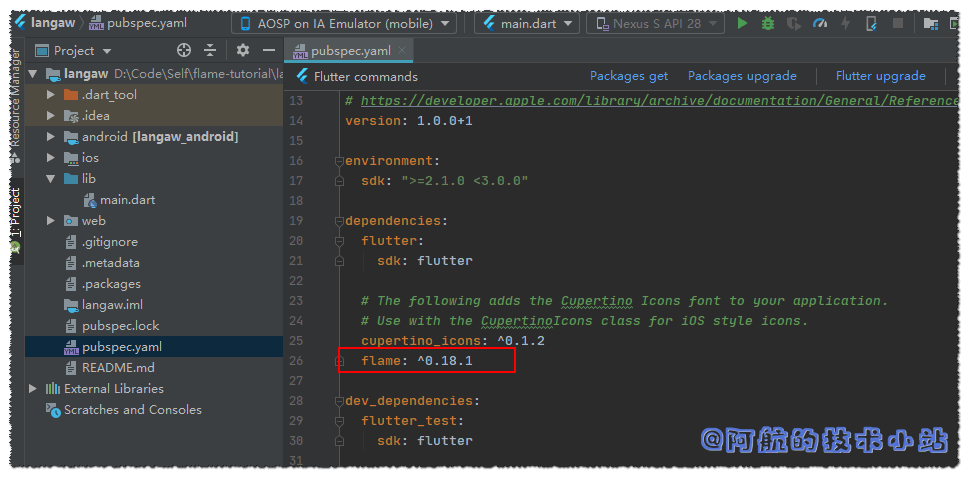 langaw
pubspec.yaml
AOSP on IA Emulator (mobile)
main.dart
Nexus S API 28
Resource Manager
1: Project
Project
langaw D:\Code\Self\flame-tutorial\la
.dart_tool
.idea
android [langaw_android]
ios
lib
main.dart
web
.gitignore
.metadata
.packages
langaw.iml
pubspec.lock
pubspec.yaml
README.md
External Libraries
Scratches and Consoles
pubspec.yaml
Flutter commands
Packages get
Packages upgrade
Flutter upgrade
13 # https://developer.apple.com/library/archive/documentation/General/Reference
14 version: 1.0.0+1
15
16 environment:
17 sdk: ">=2.1.0 <3.0.0"
18
19 dependencies:
20 flutter:
21 sdk: flutter
22
23 # The following adds the Cupertino Icons font to your application.
24 # Use with the CupertinoIcons class for iOS style icons.
25 cupertino_icons: ^0.1.2
26 flame: ^0.18.1
27
28 dev_dependencies:
29 flutter_test:
30 sdk: flutter
31
@阿航的技术小站